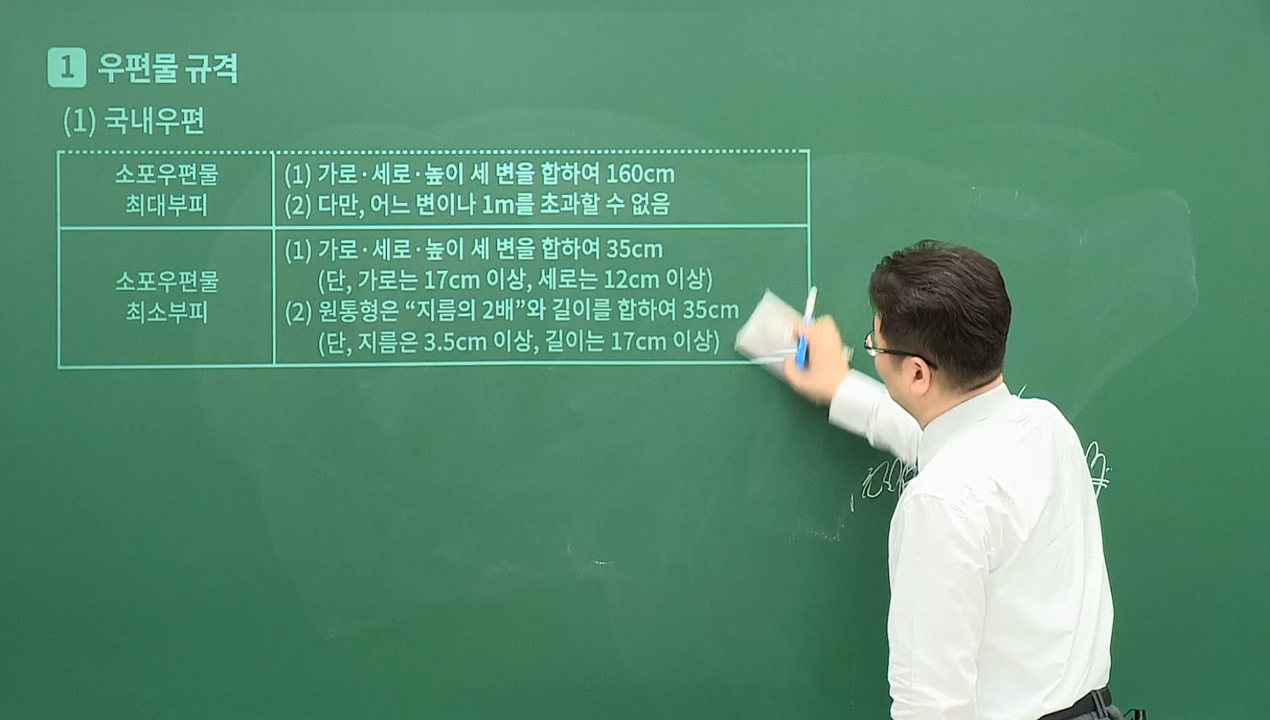 1 우편물 규격
(1) 국내우편
소포우편물
최대부피
(1) 가로·세로·높이 세 변을 합하여 160cm
(2) 다만, 어느 변이나 1m를 초과할 수 없음
소포우편물
최소부피
(1) 가로·세로·높이 세 변을 합하여 35cm
(단, 가로는 17cm 이상, 세로는 12cm 이상)
(2) 원통형은 “지름의 2배”와 길이를 합하여 35cm
(단, 지름은 3.5cm 이상, 길이는 17cm 이상)